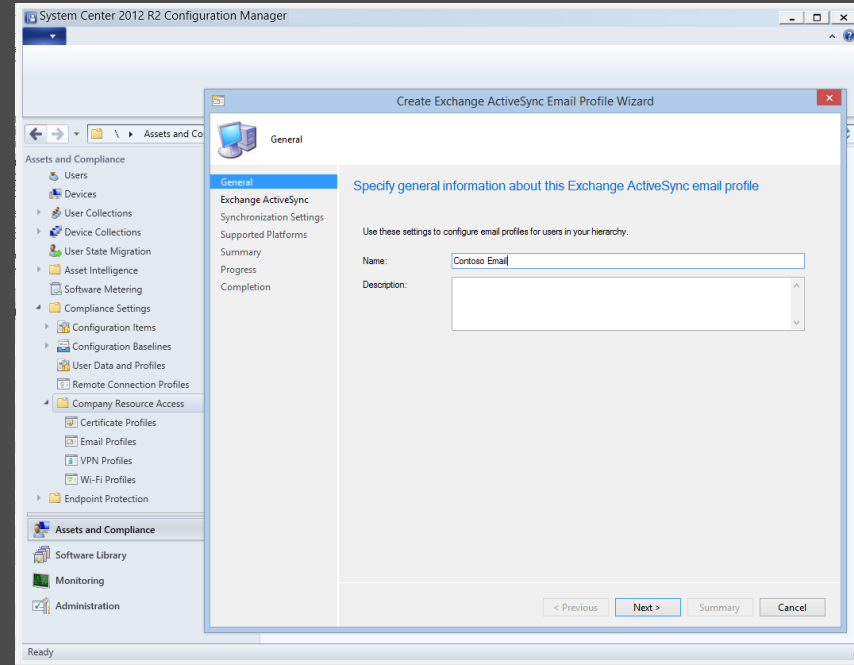 System Center 2012 R2 Configuration Manager
\ Assets and Co
Assets and Compliance
Users
Devices
User Collections
Device Collections
User State Migration
Asset Intelligence
Software Metering
Compliance Settings
Configuration Items
Configuration Baselines
User Data and Profiles
Remote Connection Profiles
Company Resource Access
Certificate Profiles
Email Profiles
VPN Profiles
Wi-Fi Profiles
Endpoint Protection
Assets and Compliance
Software Library
Monitoring
Administration
Ready
Create Exchange ActiveSync Email Profile Wizard
General
General
Exchange ActiveSync
Synchronization Settings
Supported Platforms
Summary
Progress
Completion
Specify general information about this Exchange ActiveSync email profile
Use these settings to configure email profiles for users in your hierarchy.
Name: Contoso Email
Description:
< Previous Next > Summary Cancel